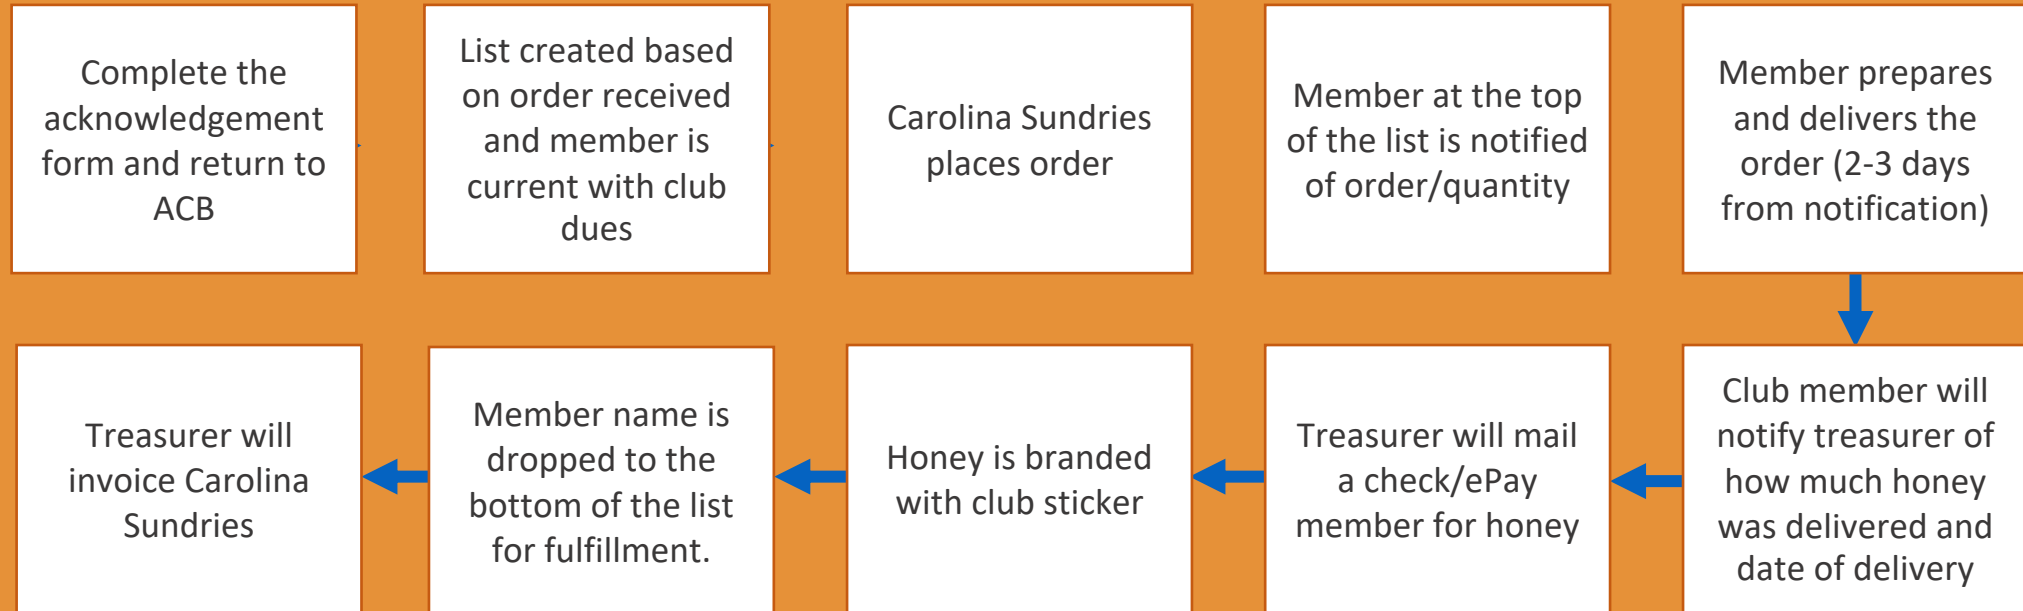 Complete the
acknowledgement
form and return to
ACB
List created based
on order received
and member is
current with club
dues
Carolina Sundries
places order
Member at the top
of the list is notified
of order/quantity
Member prepares
and delivers the
order (2-3 days
from notification)
Club member will
notify treasurer of
how much honey
was delivered and
date of delivery
Treasurer will mail
a check/ePay
member for honey
Honey is branded
with club sticker
Member name is
dropped to the
bottom of the list
for fulfillment.
Treasurer will
invoice Carolina
Sundries